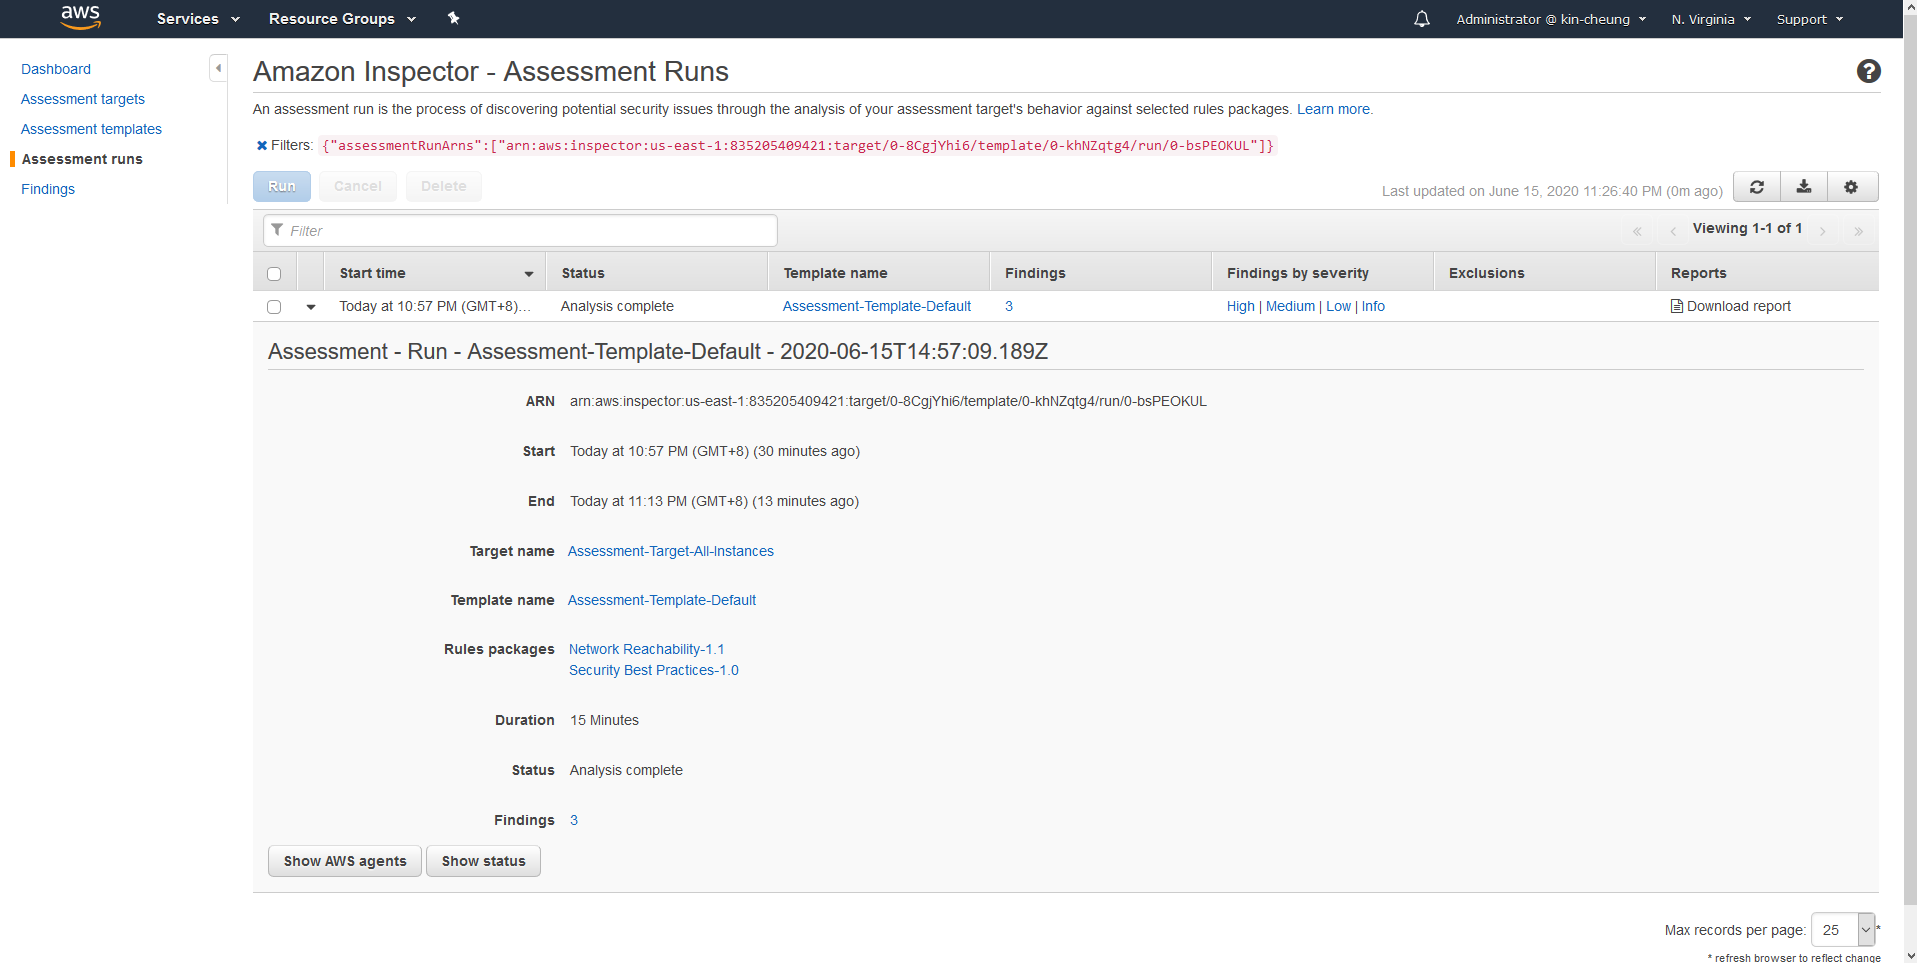 aws
Services
Resource Groups
Administrator @ kin-cheung
N. Virginia
Support
Dashboard
Assessment targets
Assessment templates
Assessment runs
Findings
Amazon Inspector - Assessment Runs
An assessment run is the process of discovering potential security issues through the analysis of your assessment target's behavior against selected rules packages. Learn more.
Filters: {"assessmentRunArns":["arn:aws:inspector:us-east-1:835205409421:target/0-8CgjYhi6/template/0-khNZqtg4/run/0-bsPEOKUL"]}
Run Cancel Delete
Last updated on June 15, 2020 11:26:40 PM (0m ago)
Filter
« ‹ Viewing 1-1 of 1 › »
Start time Status Template name Findings Findings by severity Exclusions Reports
Today at 10:57 PM (GMT+8)... Analysis complete Assessment-Template-Default 3 High | Medium | Low | Info Download report
Assessment - Run - Assessment-Template-Default - 2020-06-15T14:57:09.189Z
ARN arn:aws:inspector:us-east-1:835205409421:target/0-8CgjYhi6/template/0-khNZqtg4/run/0-bsPEOKUL
Start Today at 10:57 PM (GMT+8) (30 minutes ago)
End Today at 11:13 PM (GMT+8) (13 minutes ago)
Target name Assessment-Target-All-Instances
Template name Assessment-Template-Default
Rules packages Network Reachability-1.1
Security Best Practices-1.0
Duration 15 Minutes
Status Analysis complete
Findings 3
Show AWS agents Show status
Max records per page: 25 *
* refresh browser to reflect change